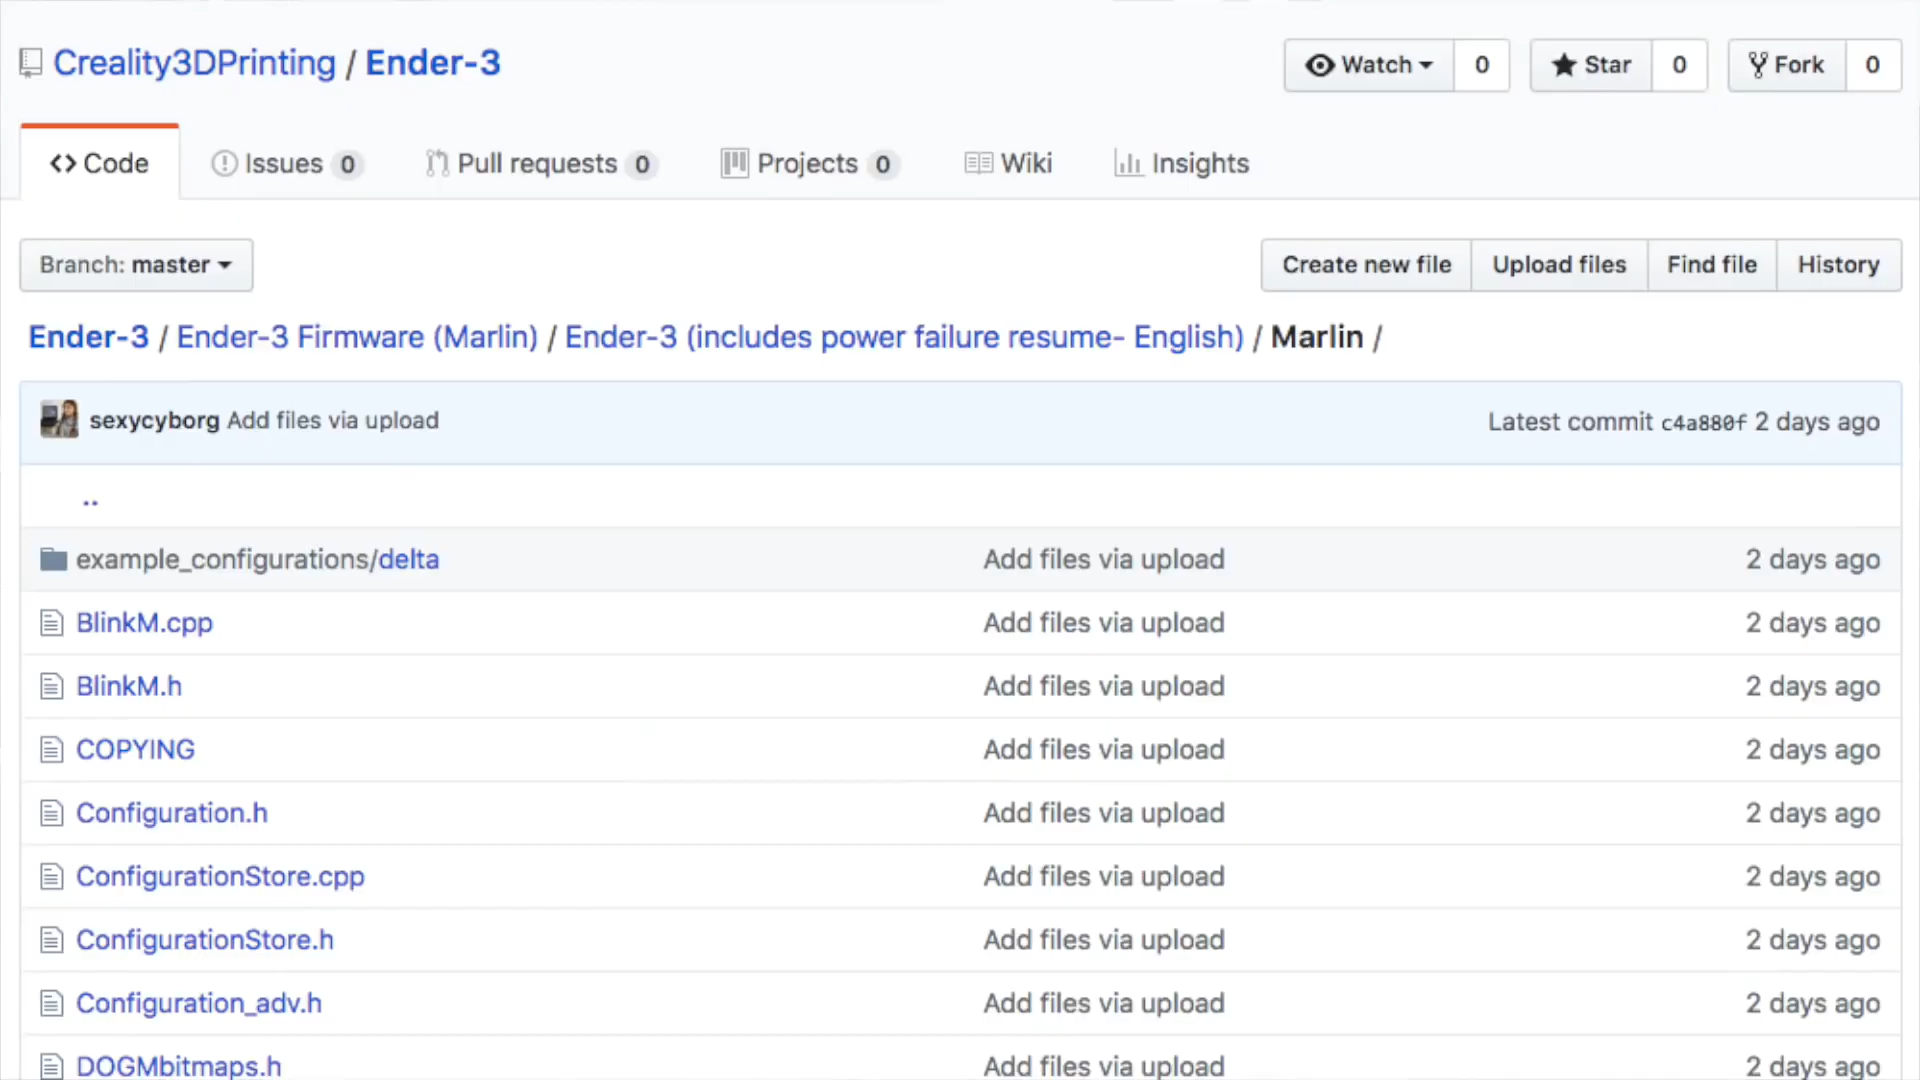 Creality3DPrinting / Ender-3
Watch 0 Star 0 Fork 0
Code Issues 0 Pull requests 0 Projects 0 Wiki Insights
Branch: master Create new file Upload files Find file History
Ender-3 / Ender-3 Firmware (Marlin) / Ender-3 (includes power failure resume- English) / Marlin /
sexycyborg Add files via upload Latest commit c4a880f 2 days ago
..
example_configurations/delta Add files via upload 2 days ago
BlinkM.cpp Add files via upload 2 days ago
BlinkM.h Add files via upload 2 days ago
COPYING Add files via upload 2 days ago
Configuration.h Add files via upload 2 days ago
ConfigurationStore.cpp Add files via upload 2 days ago
ConfigurationStore.h Add files via upload 2 days ago
Configuration_adv.h Add files via upload 2 days ago
DOGMbitmaps.h Add files via upload 2 days ago